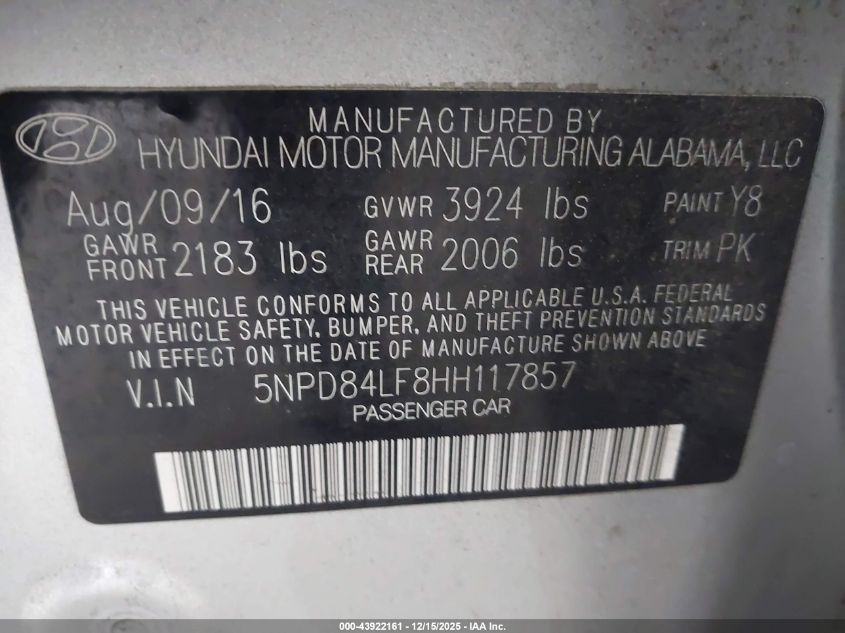 MANUFACTURED BY
HYUNDAI MOTOR MANUFACTURING ALABAMA, LLC
Aug/09/16 GVWR 3924 lbs PAINT Y8
GAWR FRONT 2183 lbs GAWR REAR 2006 lbs TRIM PK
THIS VEHICLE CONFORMS TO ALL APPLICABLE U.S.A. FEDERAL
MOTOR VEHICLE SAFETY, BUMPER, AND THEFT PREVENTION STANDARDS
IN EFFECT ON THE DATE OF MANUFACTURE SHOWN ABOVE
V.I.N 5NPD84LF8HH117857
PASSENGER CAR
000-43922161 - 12/15/2025 - IAA Inc.